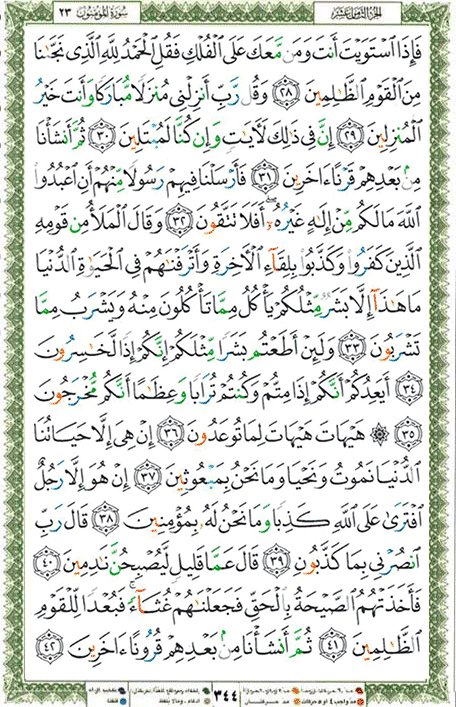 الجزء الثامن عشر
سورة المؤمنون ٢٣
فَإِذَا ٱسْتَوَيْتَ أَنتَ وَمَن مَّعَكَ عَلَى ٱلْفُلْكِ فَقُلِ ٱلْحَمْدُ لِلَّهِ ٱلَّذِى نَجَّىٰنَا
مِنَ ٱلْقَوْمِ ٱلظَّٰلِمِينَ ٢٨ وَقُل رَّبِّ أَنزِلْنِى مُنزَلًا مُّبَارَكًا وَأَنتَ خَيْرُ
ٱلْمُنزِلِينَ ٢٩ إِنَّ فِى ذَٰلِكَ لَءَايَٰتٍ وَإِن كُنَّا لَمُبْتَلِينَ ٣٠ ثُمَّ أَنشَأْنَا
مِنۢ بَعْدِهِمْ قَرْنًا ءَاخَرِينَ ٣١ فَأَرْسَلْنَا فِيهِمْ رَسُولًا مِّنْهُمْ أَنِ ٱعْبُدُوا۟
ٱللَّهَ مَا لَكُم مِّنْ إِلَٰهٍ غَيْرُهُۥٓ ۖ أَفَلَا تَتَّقُونَ ٣٢ وَقَالَ ٱلْمَلَأُ مِن قَوْمِهِ
ٱلَّذِينَ كَفَرُوا۟ وَكَذَّبُوا۟ بِلِقَآءِ ٱلْءَاخِرَةِ وَأَتْرَفْنَٰهُمْ فِى ٱلْحَيَوٰةِ ٱلدُّنْيَا
مَا هَٰذَآ إِلَّا بَشَرٌ مِّثْلُكُمْ يَأْكُلُ مِمَّا تَأْكُلُونَ مِنْهُ وَيَشْرَبُ مِمَّا
تَشْرَبُونَ ٣٣ وَلَئِنْ أَطَعْتُم بَشَرًا مِّثْلَكُمْ إِنَّكُمْ إِذًا لَّخَٰسِرُونَ
٣٤ أَيَعِدُكُمْ أَنَّكُمْ إِذَا مِتُّمْ وَكُنتُمْ تُرَابًا وَعِظَٰمًا أَنَّكُم مُّخْرَجُونَ
٣٥ ۞ هَيْهَاتَ هَيْهَاتَ لِمَا تُوعَدُونَ ٣٦ إِنْ هِىَ إِلَّا حَيَاتُنَا
ٱلدُّنْيَا نَمُوتُ وَنَحْيَا وَمَا نَحْنُ بِمَبْعُوثِينَ ٣٧ إِنْ هُوَ إِلَّا رَجُلٌ
ٱفْتَرَىٰ عَلَى ٱللَّهِ كَذِبًا وَمَا نَحْنُ لَهُۥ بِمُؤْمِنِينَ ٣٨ قَالَ رَبِّ
ٱنصُرْنِى بِمَا كَذَّبُونِ ٣٩ قَالَ عَمَّا قَلِيلٍ لَّيُصْبِحُنَّ نَٰدِمِينَ ٤٠
فَأَخَذَتْهُمُ ٱلصَّيْحَةُ بِٱلْحَقِّ فَجَعَلْنَٰهُمْ غُثَآءً ۚ فَبُعْدًا لِّلْقَوْمِ
ٱلظَّٰلِمِينَ ٤١ ثُمَّ أَنشَأْنَا مِنۢ بَعْدِهِمْ قُرُونًا ءَاخَرِينَ ٤٢
٣٤٤